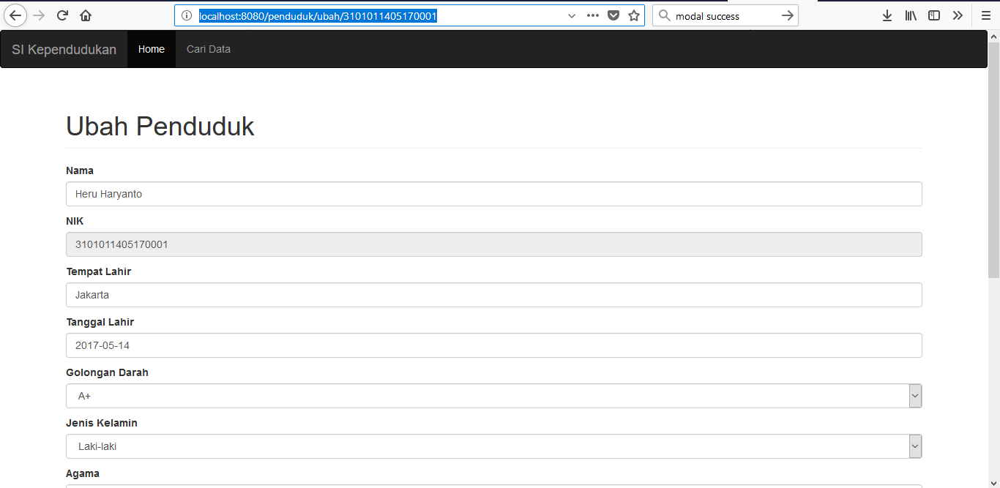 localhost:8080/penduduk/ubah/3101011405170001
modal success
SI Kependudukan Home Cari Data
Ubah Penduduk
Nama
Heru Haryanto
NIK
3101011405170001
Tempat Lahir
Jakarta
Tanggal Lahir
2017-05-14
Golongan Darah
A+
Jenis Kelamin
Laki-laki
Agama